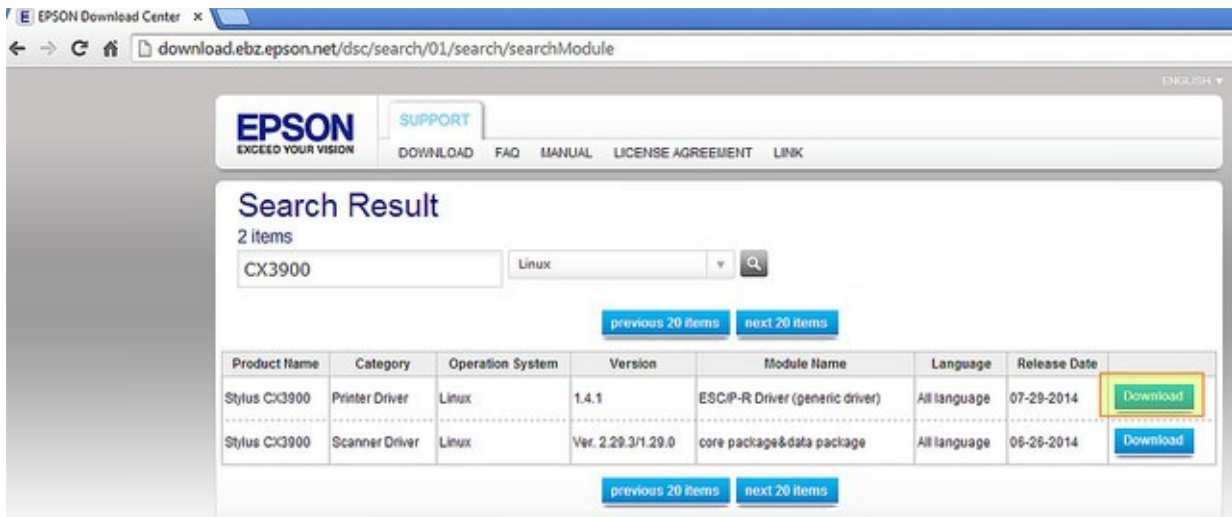 EPSON Download Center ×
download.ebz.epson.net/dsc/search/01/search/searchModule
ENGLISH
EPSON
EXCEED YOUR VISION
SUPPORT
DOWNLOAD FAQ MANUAL LICENSE AGREEMENT LINK
Search Result
2 items
CX3900 Linux
previous 20 items next 20 items
Product Name Category Operation System Version Module Name Language Release Date
Stylus CX3900 Printer Driver Linux 1.4.1 ESC/P-R Driver (generic driver) All language 07-29-2014 Download
Stylus CX3900 Scanner Driver Linux Ver. 2.29.3/1.29.0 core package&data package All language 06-26-2014 Download
previous 20 items next 20 items